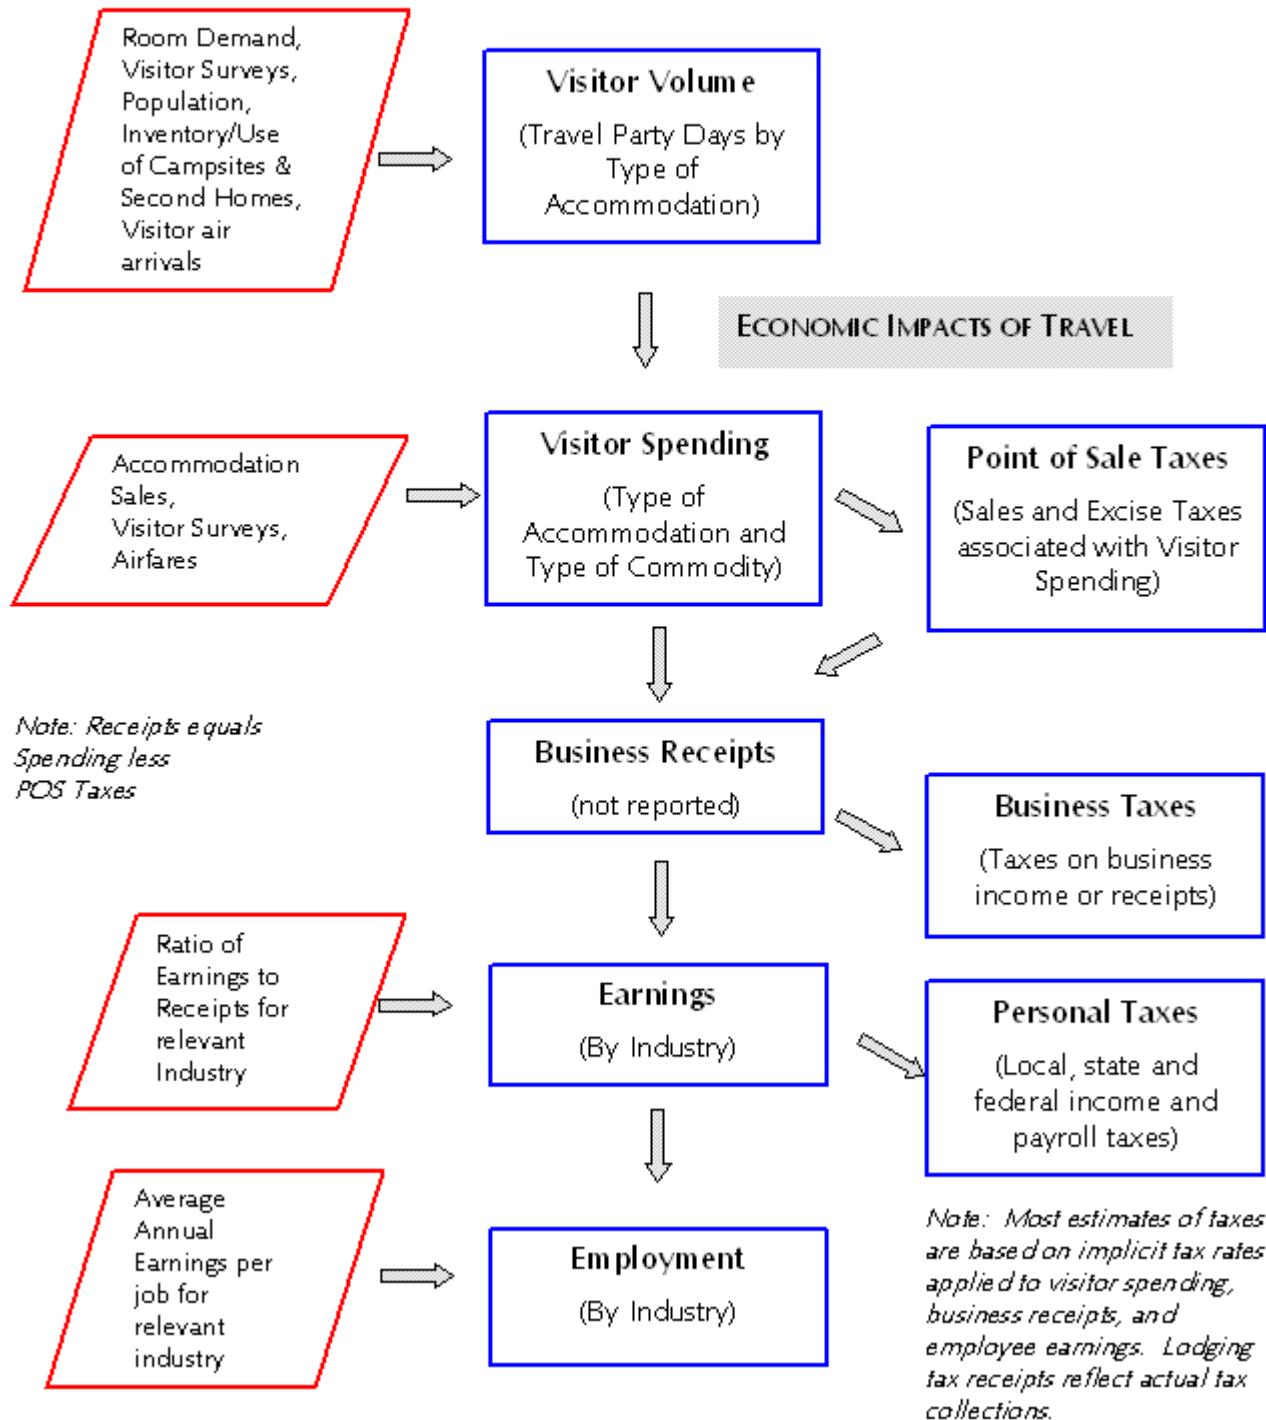 Room Demand,
Visitor Surveys,
Population,
Inventory/Use
of Campsites &
Second Homes,
Visitor air
arrivals
Visitor Volume
(Travel Party Days by
Type of
Accommodation)
ECONOMIC IMPACTS OF TRAVEL
Accommodation
Sales,
Visitor Surveys,
Airfares
Visitor Spending
(Type of
Accommodation and
Type of Commodity)
Point of Sale Taxes
(Sales and Excise Taxes
associated with Visitor
Spending)
Note: Receipts equals
Spending less
POS Taxes
Business Receipts
(not reported)
Business Taxes
(Taxes on business
income or receipts)
Ratio of
Earnings to
Receipts for
relevant
Industry
Earnings
(By Industry)
Personal Taxes
(Local, state and
federal income and
payroll taxes)
Average
Annual
Earnings per
job for
relevant
industry
Employment
(By Industry)
Note: Most estimates of taxes
are based on implicit tax rates
applied to visitor spending,
business receipts, and
employee earnings. Lodging
tax receipts reflect actual tax
collections.